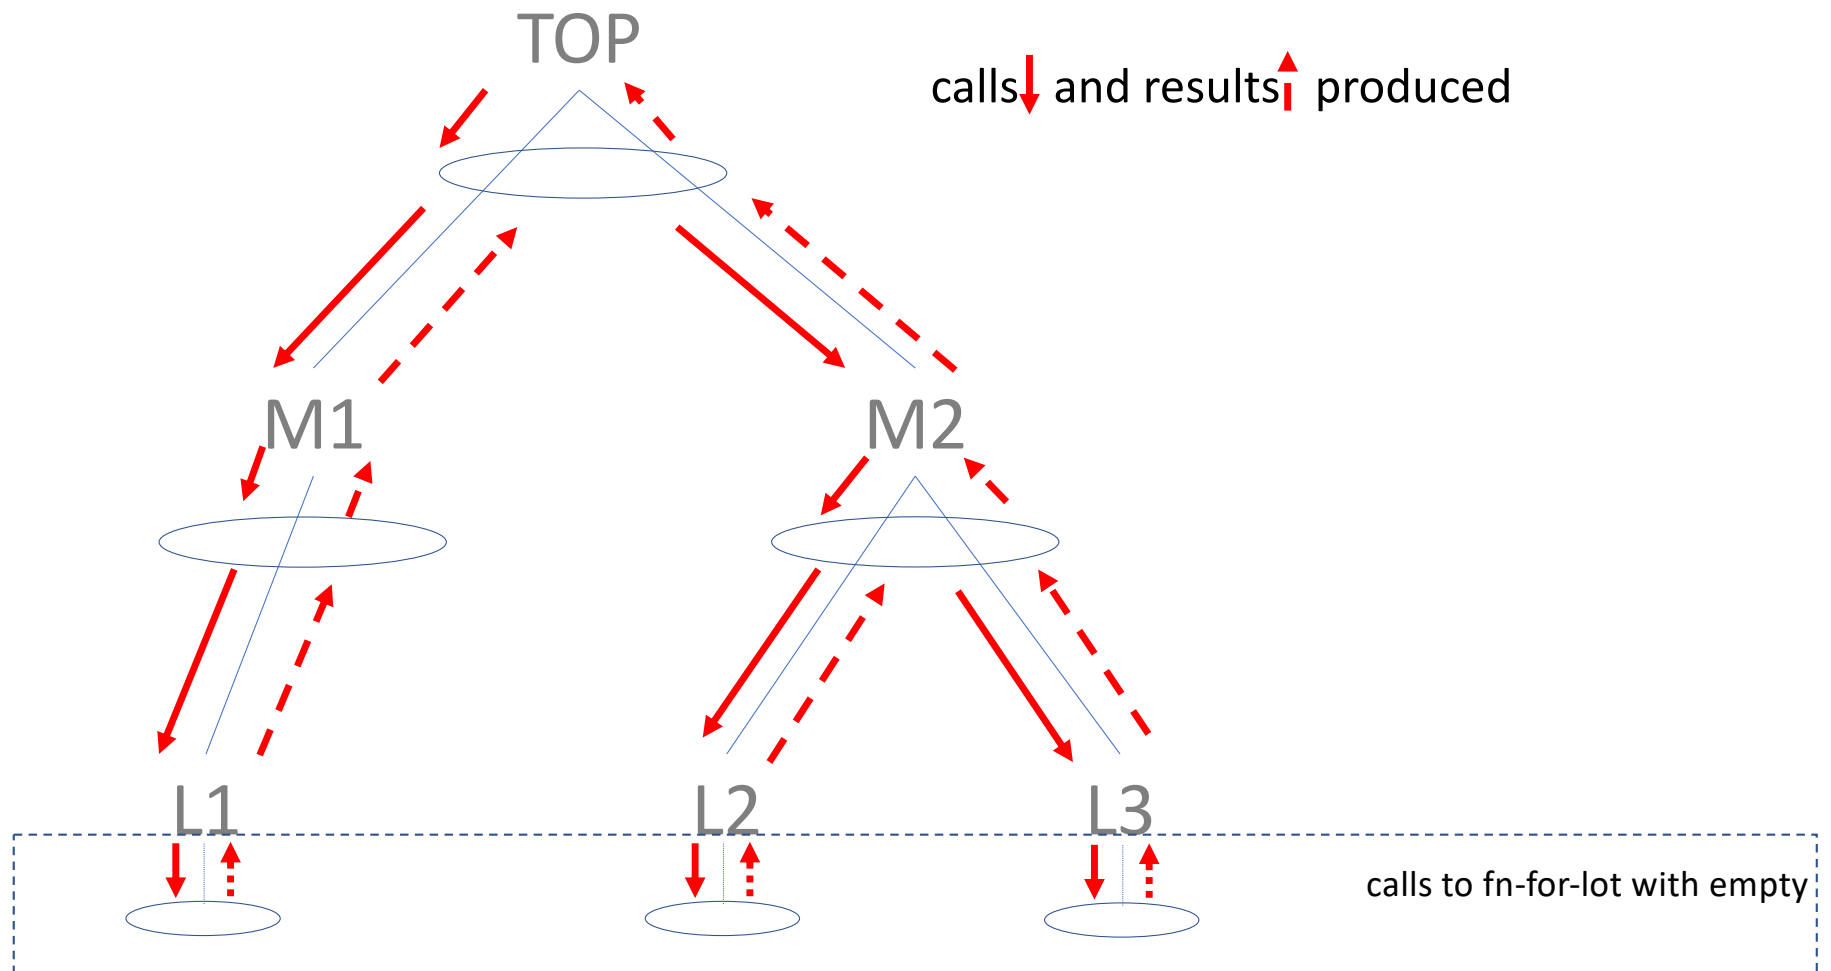 TOP
calls and results produced
M1 M2
L1 L2 L3
calls to fn-for-lot with empty